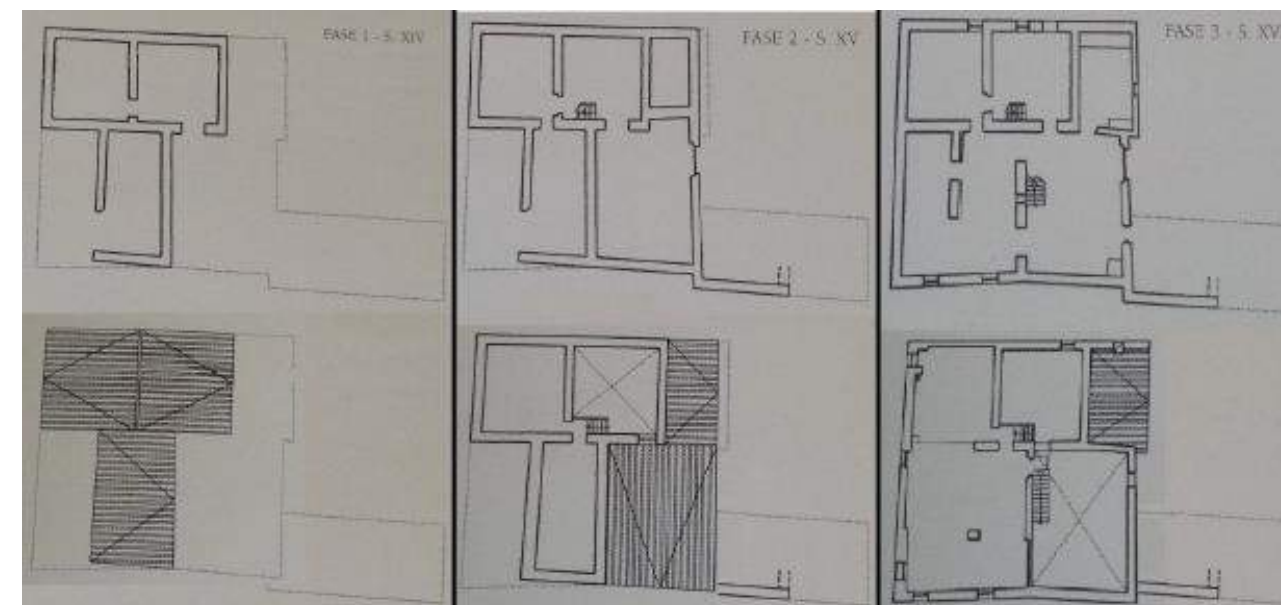 FASE 1 - S. XIV
FASE 2 - S. XV
FASE 3 - S. XV